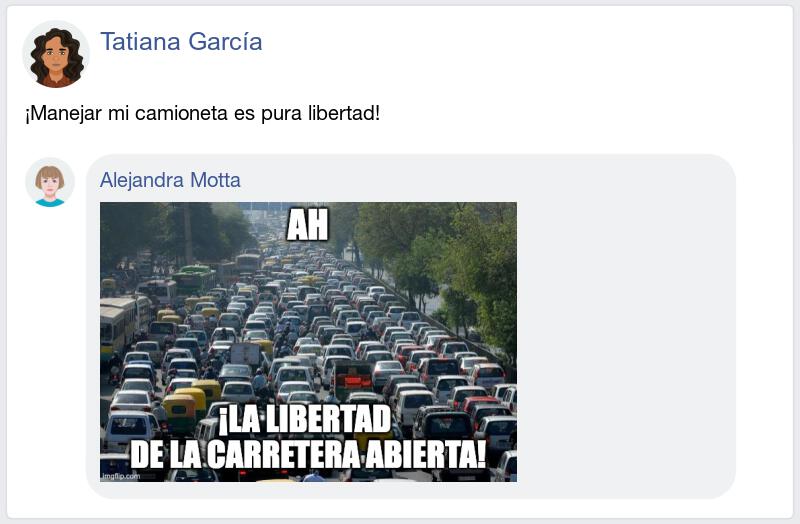 Tatiana García
¡Manejar mi camioneta es pura libertad!
Alejandra Motta
AH
¡LA LIBERTAD
DE LA CARRETERA ABIERTA!
imgflip.com